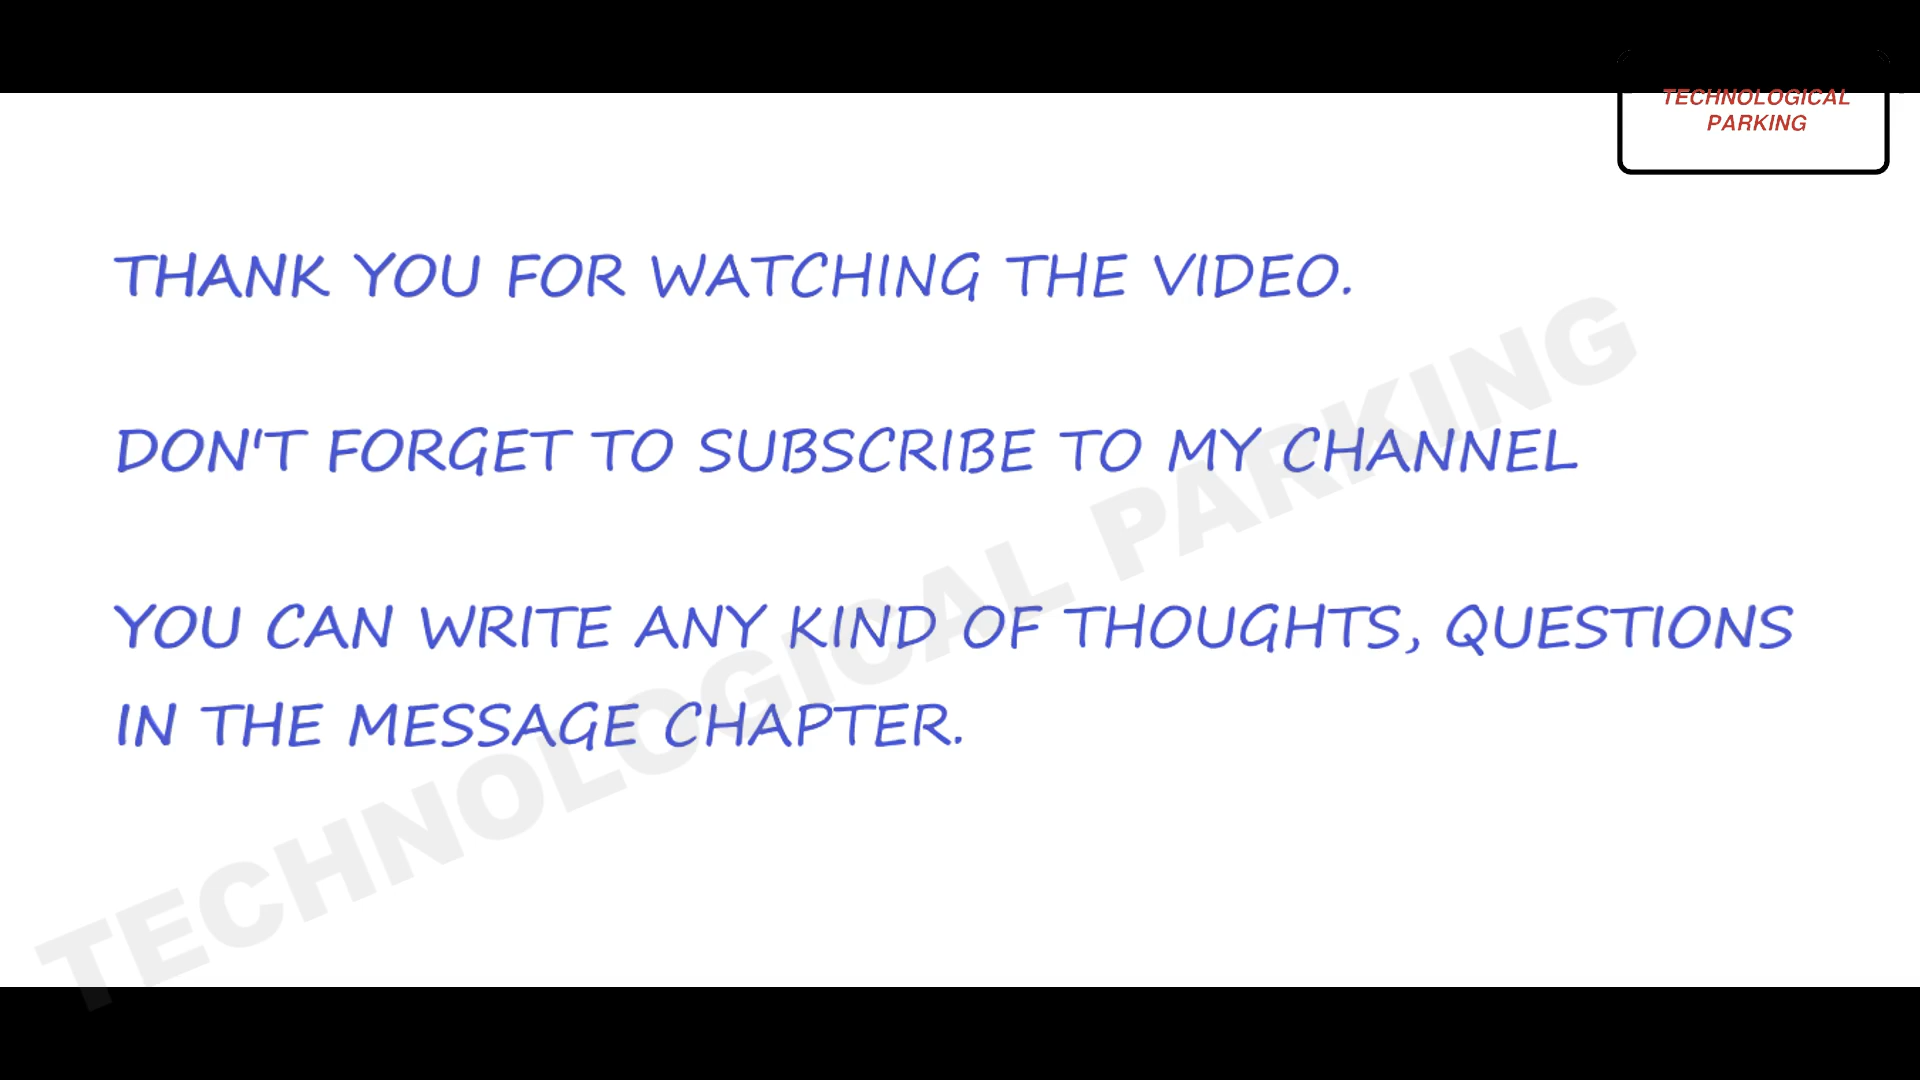 TECHNOLOGICAL
PARKING
THANK YOU FOR WATCHING THE VIDEO.
DON'T FORGET TO SUBSCRIBE TO MY CHANNEL
YOU CAN WRITE ANY KIND OF THOUGHTS, QUESTIONS
IN THE MESSAGE CHAPTER.
TECHNOLOGICAL PARKING